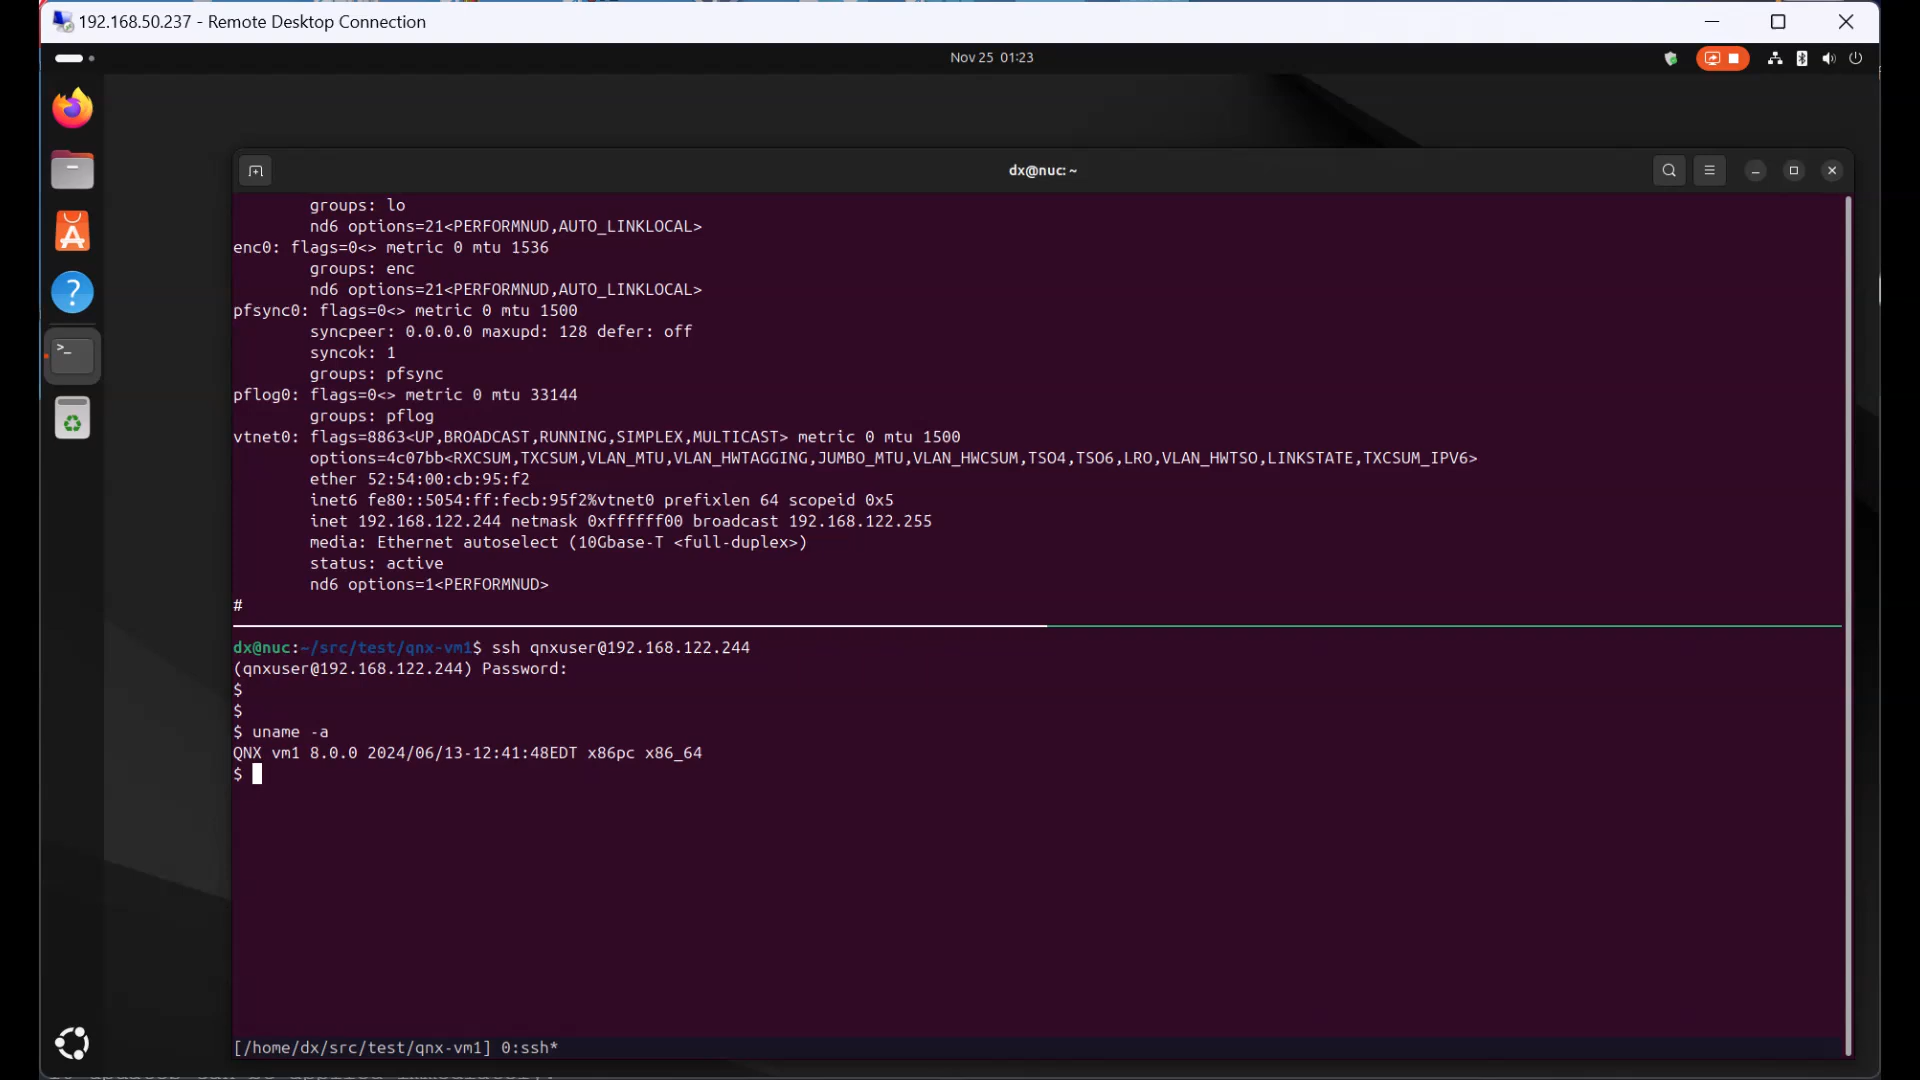 192.168.50.237 - Remote Desktop Connection
Nov 25 01:23
dx@nuc: ~
groups: lo
nd6 options=21<PERFORMNUD,AUTO_LINKLOCAL>
enc0: flags=0<> metric 0 mtu 1536
groups: enc
nd6 options=21<PERFORMNUD,AUTO_LINKLOCAL>
pfsync0: flags=0<> metric 0 mtu 1500
syncpeer: 0.0.0.0 maxupd: 128 defer: off
syncok: 1
groups: pfsync
pflog0: flags=0<> metric 0 mtu 33144
groups: pflog
vtnet0: flags=8863<UP,BROADCAST,RUNNING,SIMPLEX,MULTICAST> metric 0 mtu 1500
options=4c07bb<RXCSUM,TXCSUM,VLAN_MTU,VLAN_HWTAGGING,JUMBO_MTU,VLAN_HWCSUM,TSO4,TSO6,LRO,VLAN_HWTSO,LINKSTATE,TXCSUM_IPV6>
ether 52:54:00:cb:95:f2
inet6 fe80::5054:ff:fecb:95f2%vtnet0 prefixlen 64 scopeid 0x5
inet 192.168.122.244 netmask 0xffffff00 broadcast 192.168.122.255
media: Ethernet autoselect (10Gbase-T <full-duplex>)
status: active
nd6 options=1<PERFORMNUD>
#
dx@nuc:~/src/test/qnx-vm1$ ssh qnxuser@192.168.122.244
(qnxuser@192.168.122.244) Password:
$
$
$ uname -a
QNX vm1 8.0.0 2024/06/13-12:41:48EDT x86pc x86_64
$
[/home/dx/src/test/qnx-vm1] 0:ssh*